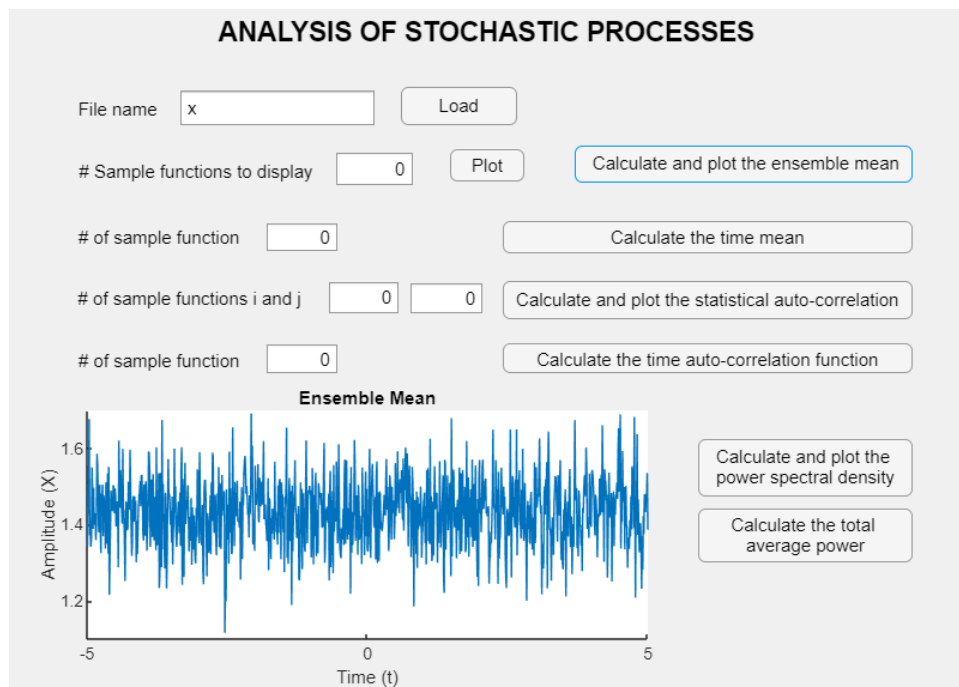 ANALYSIS OF STOCHASTIC PROCESSES
File name x Load
# Sample functions to display 0 Plot Calculate and plot the ensemble mean
# of sample function 0 Calculate the time mean
# of sample functions i and j 0 0 Calculate and plot the statistical auto-correlation
# of sample function 0 Calculate the time auto-correlation function
Ensemble Mean
1.6
1.4
1.2
Amplitude (X)
-5 0 5
Time (t)
Calculate and plot the
power spectral density
Calculate the total
average power